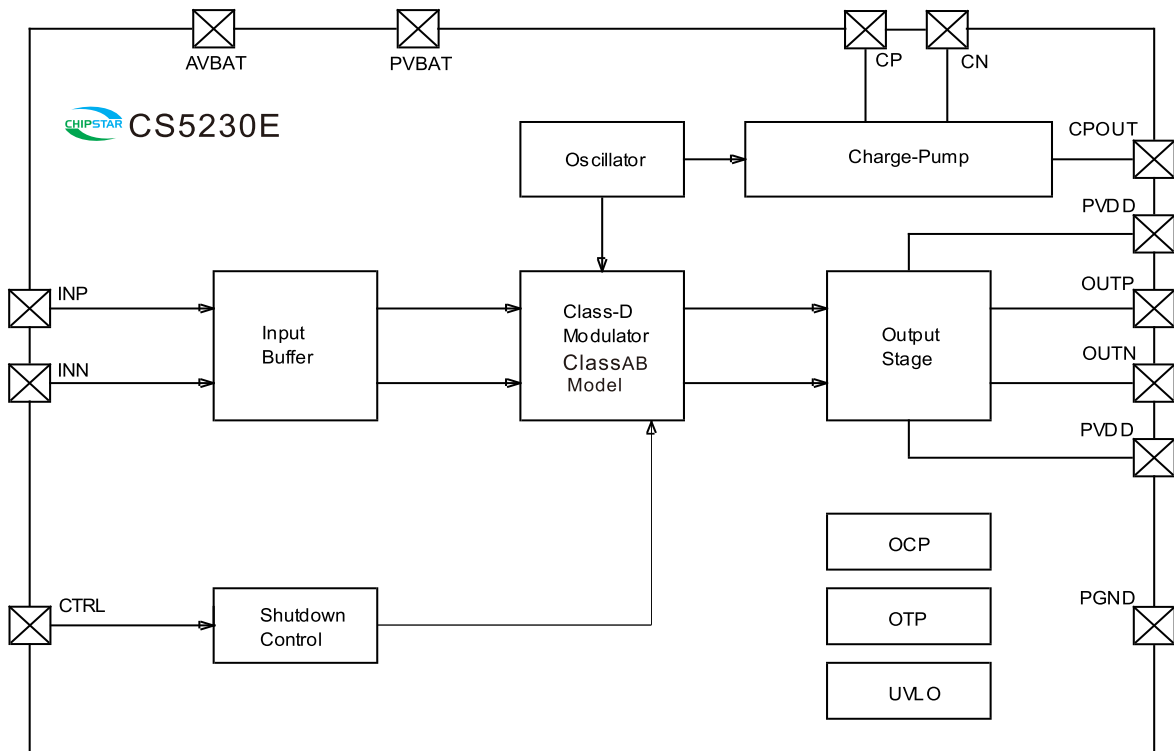 AVBAT
PVBAT
CP
CN
CHIPSTAR CS5230E
CPOUT
Oscillator
Charge-Pump
PVDD
INP
OUTP
Input
Buffer
Class-D
Modulator
ClassAB
Model
Output
Stage
INN
OUTN
PVDD
OCP
CTRL
Shutdown
Control
OTP
PGND
UVLO